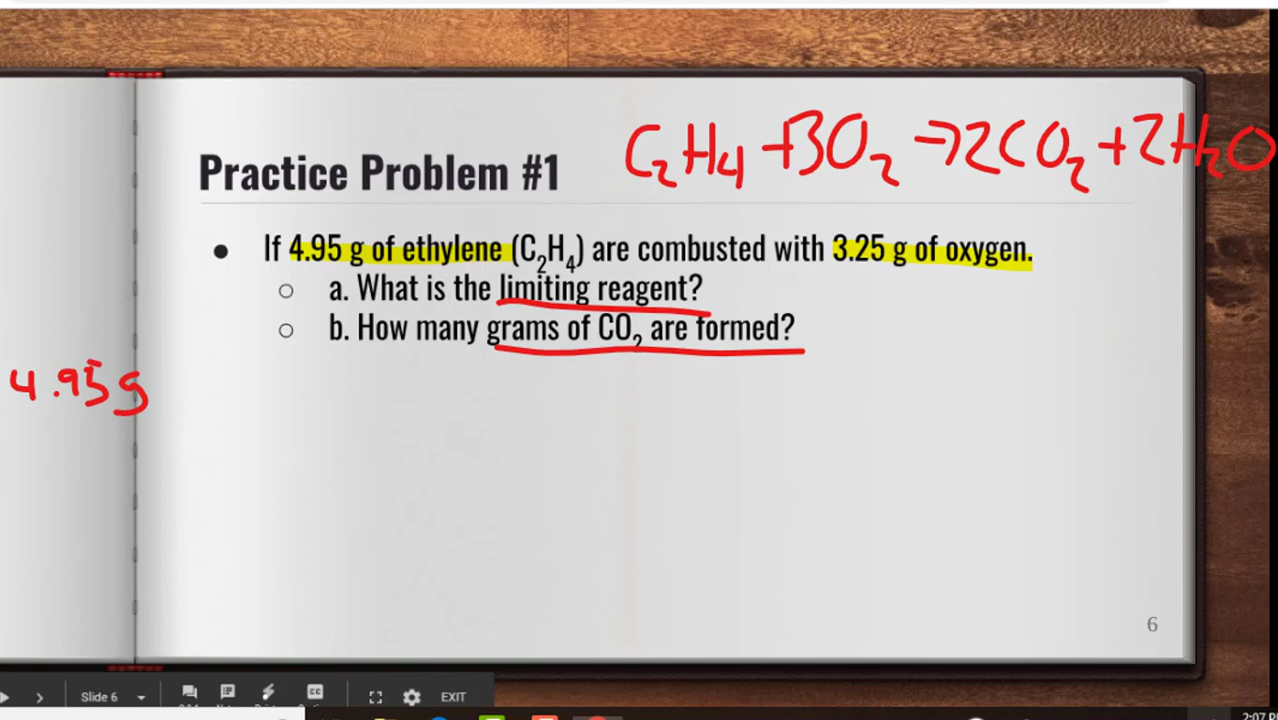 C₂H₄ + 3O₂ → 2CO₂ + 2H₂O
Practice Problem #1
● If 4.95 g of ethylene (C₂H₄) are combusted with 3.25 g of oxygen.
○ a. What is the limiting reagent?
○ b. How many grams of CO₂ are formed?
4.95g
6
Slide 6
EXIT